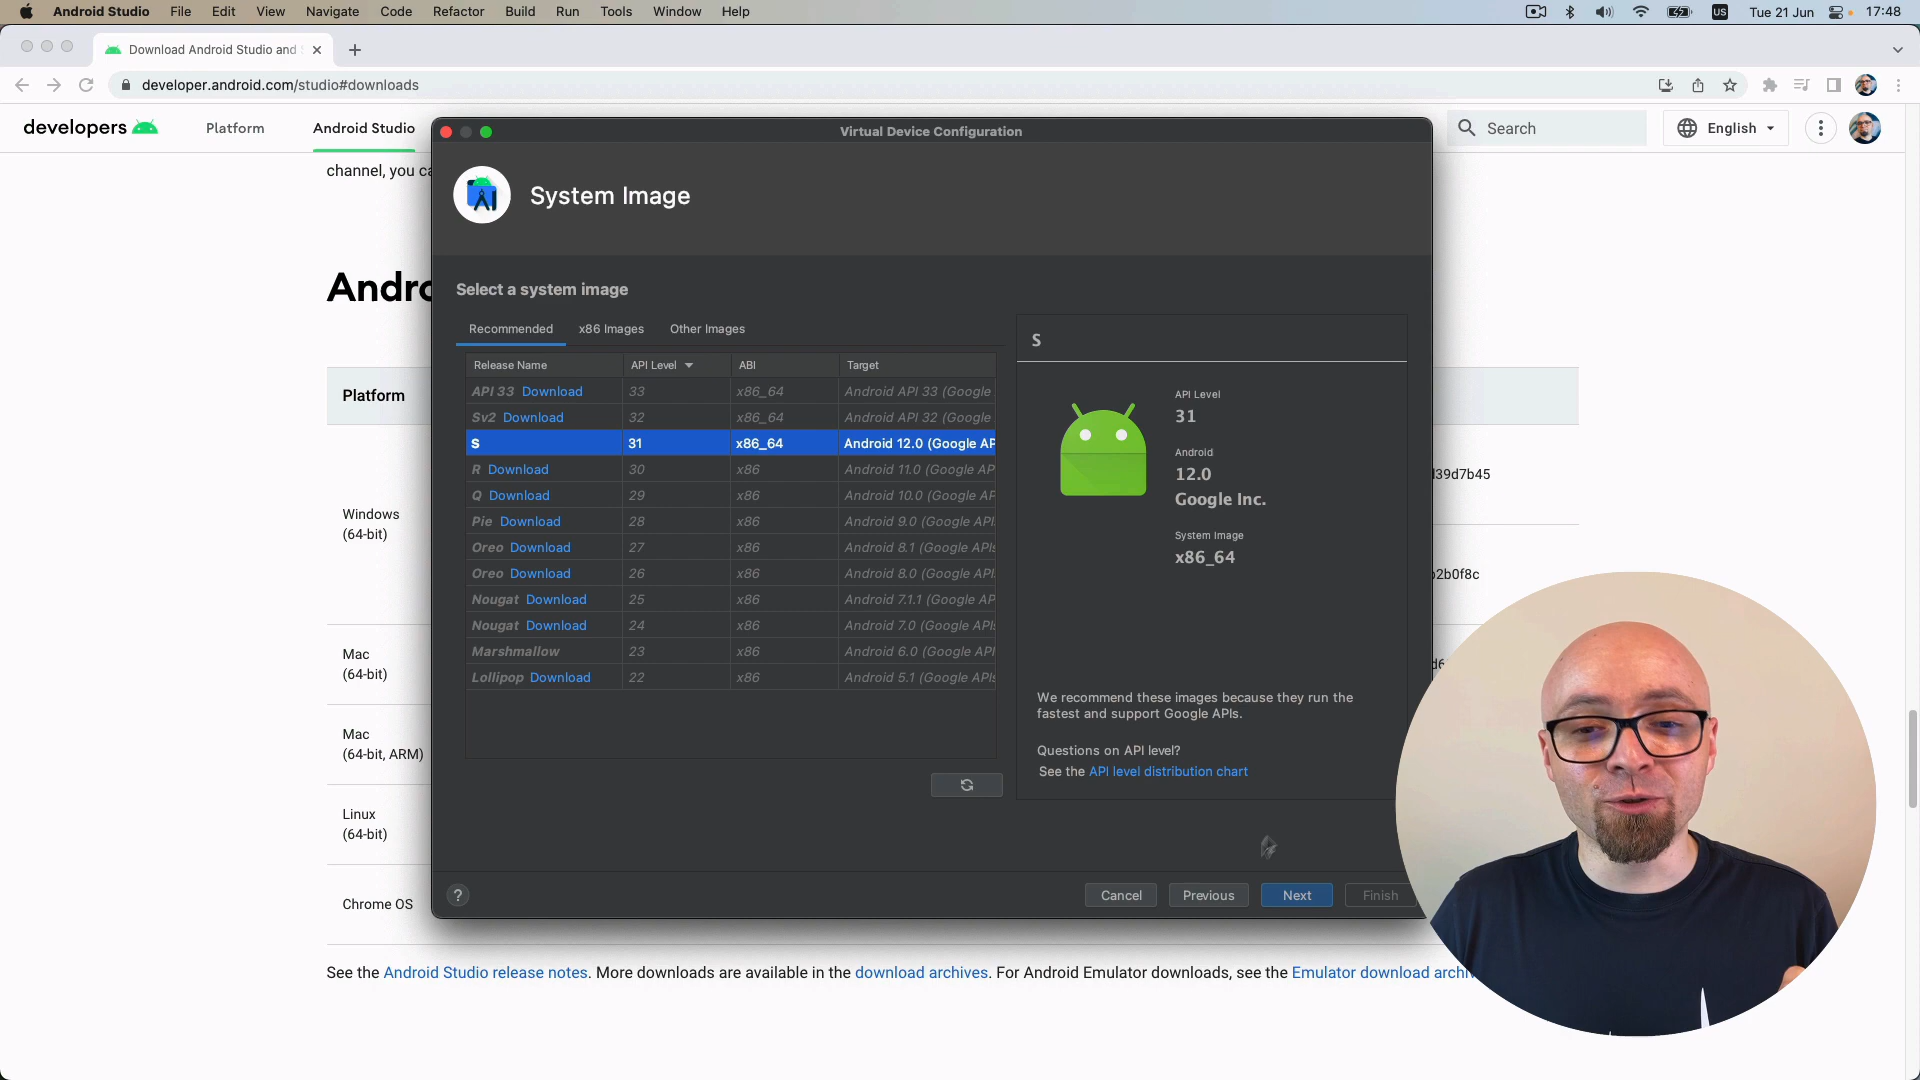 Android Studio File Edit View Navigate Code Refactor Build Run Tools Window Help US Tue 21 Jun 17:48
Download Android Studio and
developer.android.com/studio#downloads
developers Platform Android Studio Search English
channel, you ca
Virtual Device Configuration
System Image
Andro
Select a system image
Recommended x86 Images Other Images
Release Name API Level ABI Target
API 33 Download 33 x86_64 Android API 33 (Google
Sv2 Download 32 x86_64 Android API 32 (Google
S 31 x86_64 Android 12.0 (Google AP
R Download 30 x86 Android 11.0 (Google AP
Q Download 29 x86 Android 10.0 (Google AP
Pie Download 28 x86 Android 9.0 (Google API
Oreo Download 27 x86 Android 8.1 (Google APIs
Oreo Download 26 x86 Android 8.0 (Google API
Nougat Download 25 x86 Android 7.1.1 (Google AP
Nougat Download 24 x86 Android 7.0 (Google APIs
Marshmallow 23 x86 Android 6.0 (Google API
Lollipop Download 22 x86 Android 5.1 (Google APIs
S
API Level
31
Android
12.0
Google Inc.
System Image
x86_64
We recommend these images because they run the
fastest and support Google APIs.
Questions on API level?
See the API level distribution chart
? Cancel Previous Next Finish
Platform
Windows
(64-bit)
Mac
(64-bit)
Mac
(64-bit, ARM)
Linux
(64-bit)
Chrome OS
39d7b45
2b0f8c
See the Android Studio release notes. More downloads are available in the download archives. For Android Emulator downloads, see the Emulator download archi